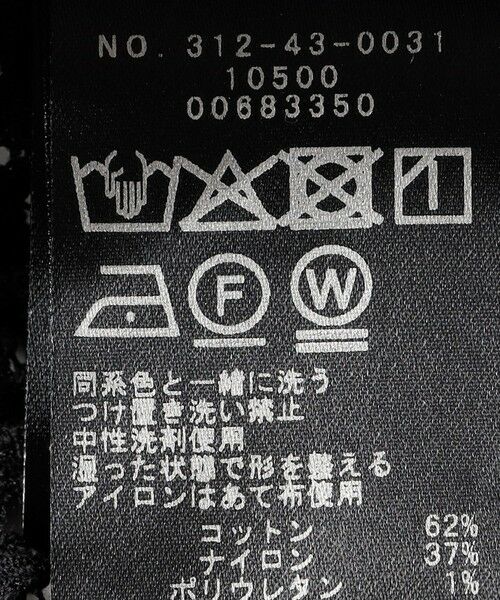 NO. 312-43-0031
10500
00683350
F W
同系色と一緒に洗う
つけ置き洗い禁止
中性洗剤使用
湿った状態で形を整える
アイロンはあて布使用
コットン 62%
ナイロン 37%
ポリウレタン 1%